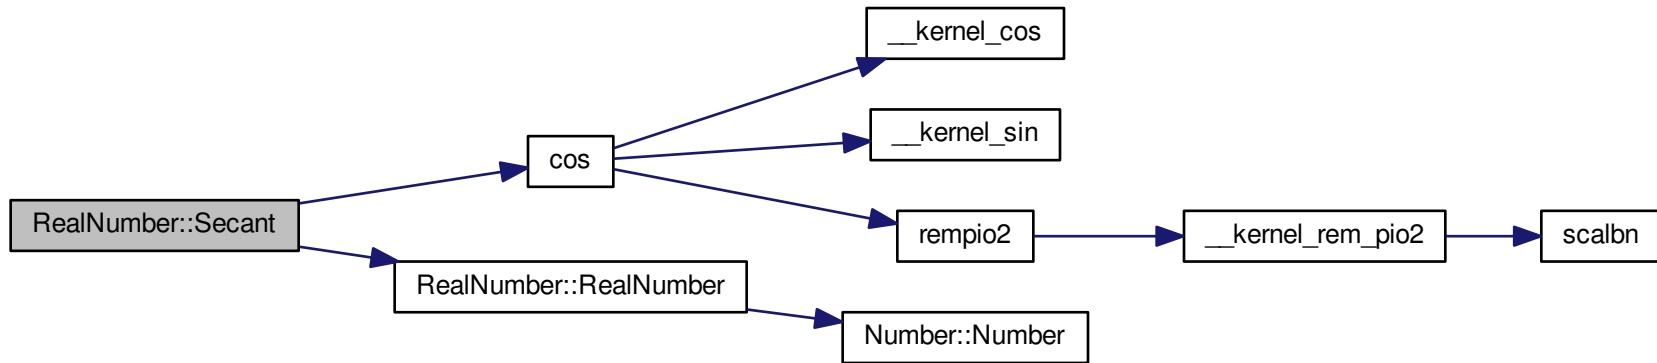 __kernel_cos
__kernel_sin
cos
RealNumber::Secant
rempio2
__kernel_rem_pio2
scalbn
RealNumber::RealNumber
Number::Number